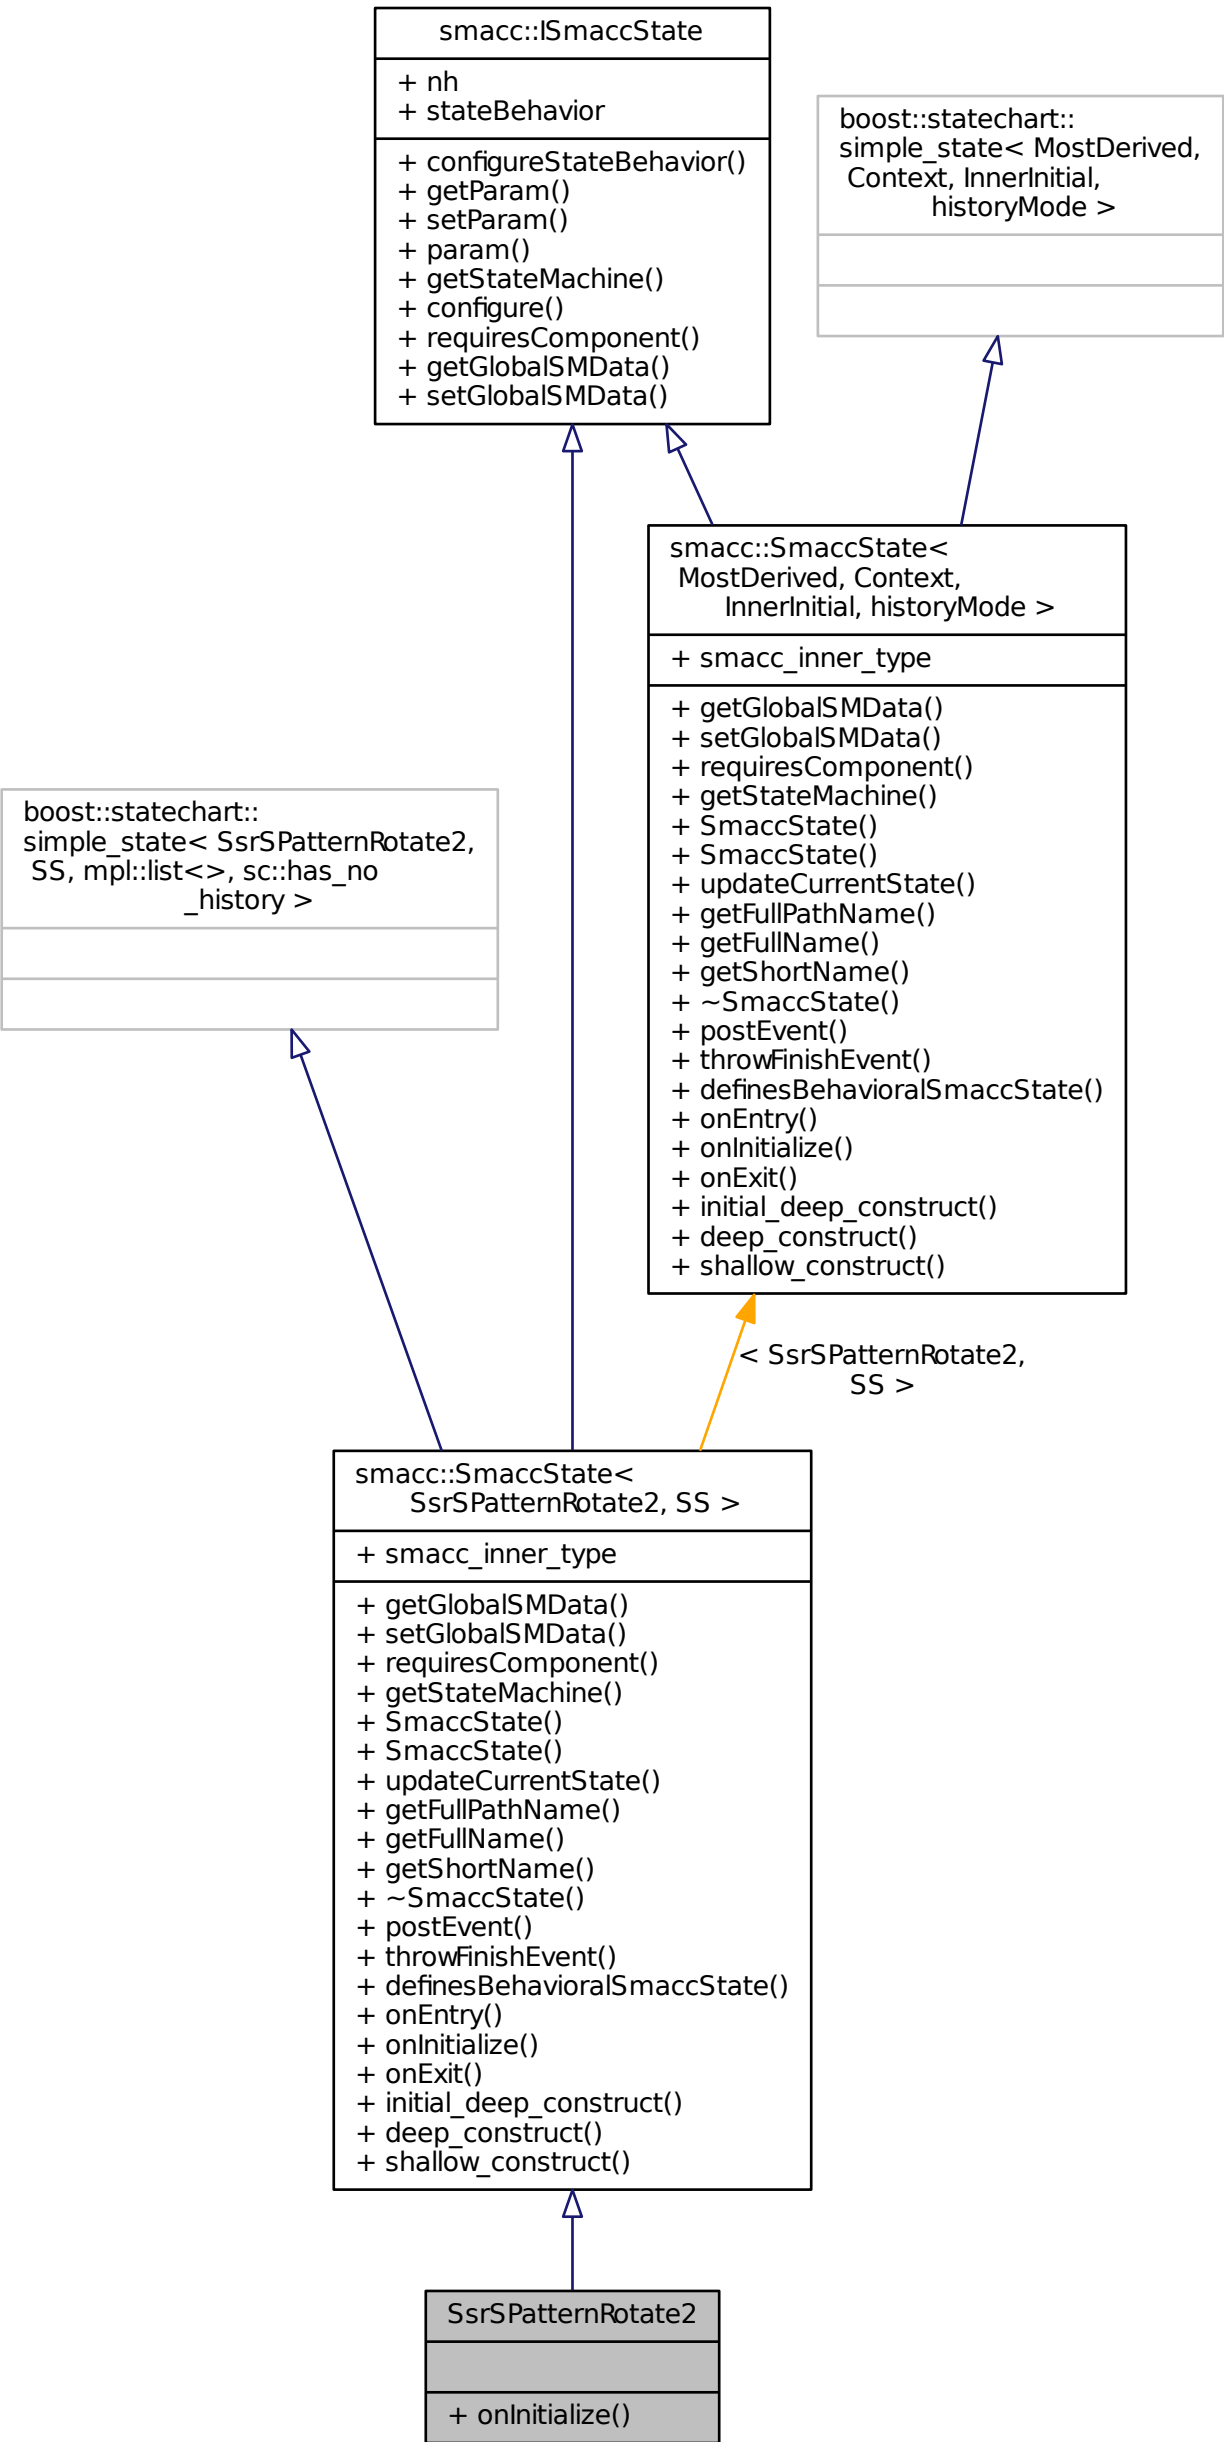 smacc::ISmaccState
+ nh
+ stateBehavior
+ configureStateBehavior()
+ getParam()
+ setParam()
+ param()
+ getStateMachine()
+ configure()
+ requiresComponent()
+ getGlobalSMData()
+ setGlobalSMData()
boost::statechart::
simple_state< MostDerived,
Context, InnerInitial,
historyMode >
smacc::SmaccState<
MostDerived, Context,
InnerInitial, historyMode >
+ smacc_inner_type
+ getGlobalSMData()
+ setGlobalSMData()
+ requiresComponent()
+ getStateMachine()
+ SmaccState()
+ SmaccState()
+ updateCurrentState()
+ getFullPathName()
+ getFullName()
+ getShortName()
+ ~SmaccState()
+ postEvent()
+ throwFinishEvent()
+ definesBehavioralSmaccState()
+ onEntry()
+ onInitialize()
+ onExit()
+ initial_deep_construct()
+ deep_construct()
+ shallow_construct()
boost::statechart::
simple_state< SsrSPatternRotate2,
SS, mpl::list<>, sc::has_no
_history >
< SsrSPatternRotate2,
SS >
smacc::SmaccState<
SsrSPatternRotate2, SS >
+ smacc_inner_type
+ getGlobalSMData()
+ setGlobalSMData()
+ requiresComponent()
+ getStateMachine()
+ SmaccState()
+ SmaccState()
+ updateCurrentState()
+ getFullPathName()
+ getFullName()
+ getShortName()
+ ~SmaccState()
+ postEvent()
+ throwFinishEvent()
+ definesBehavioralSmaccState()
+ onEntry()
+ onInitialize()
+ onExit()
+ initial_deep_construct()
+ deep_construct()
+ shallow_construct()
SsrSPatternRotate2
+ onInitialize()